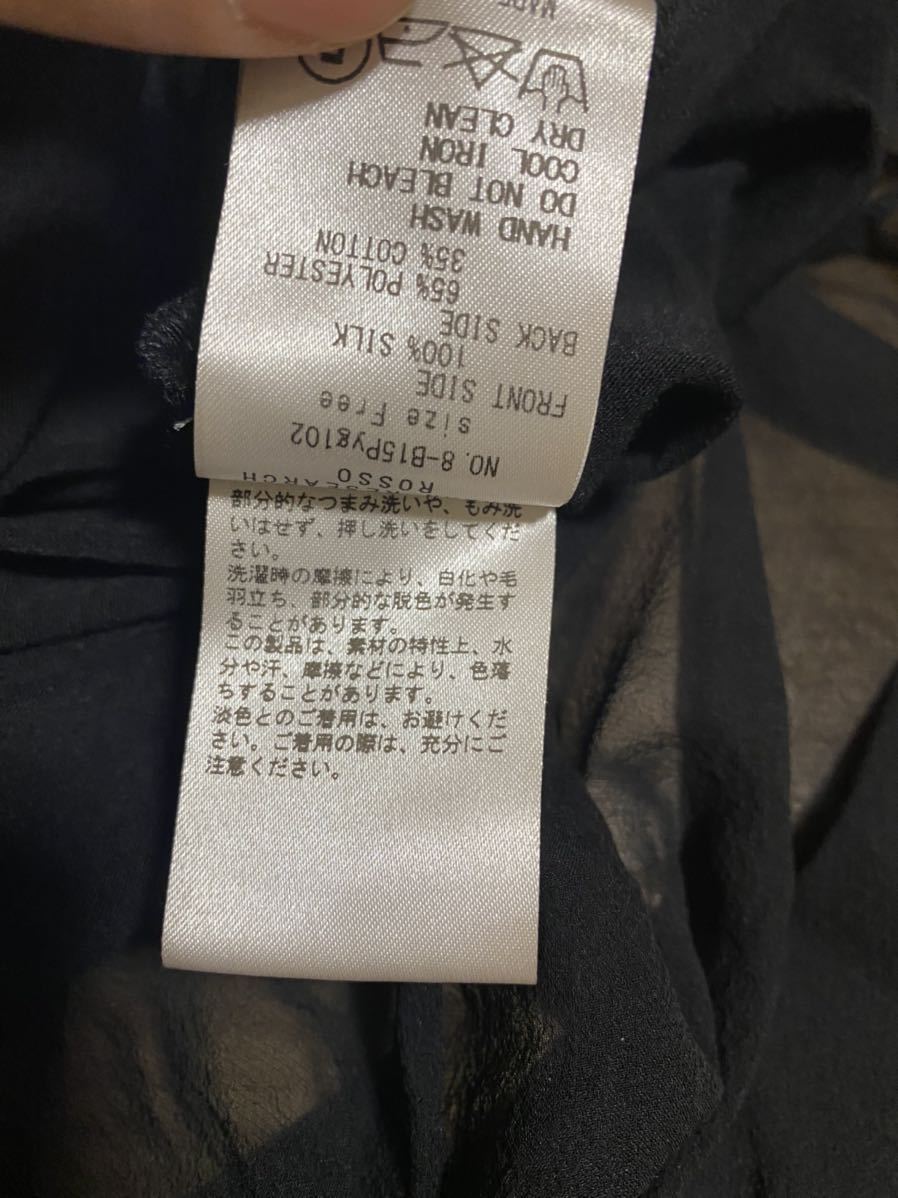 ROSSO
NO.8-B15Pyg102
size Free
FRONT SIDE
100% SILK
BACK SIDE
65% POLYESTER
35% COTTON
HAND WASH
DO NOT BLEACH
COOL IRON
DRY CLEAN
MADE
部分的なつまみ洗いや、もみ洗
いはせず、押し洗いをしてくだ
さい。
洗濯時の摩擦により、白化や毛
羽立ち、部分的な脱色が発生す
ることがあります。
この製品は、素材の特性上、水
分や汗、摩擦などにより、色落
ちすることがあります。
淡色とのご着用は、お避けくだ
さい。ご着用の際は、充分にご
注意ください。